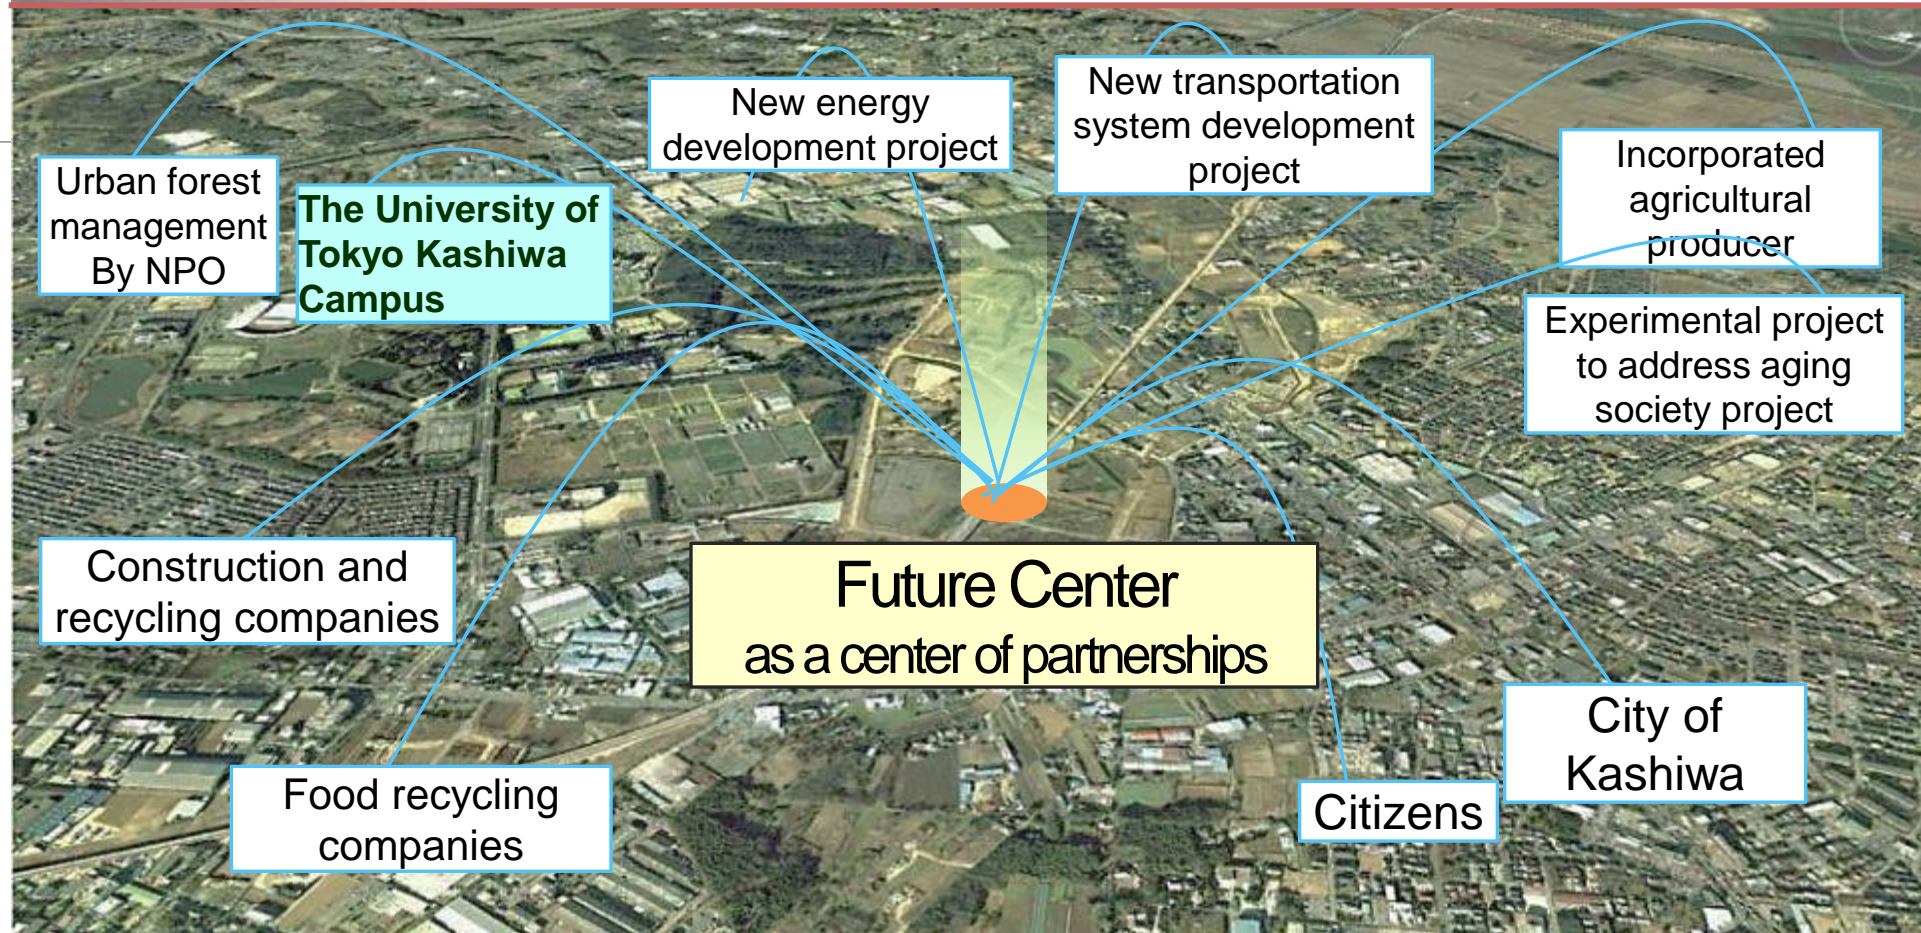 Urban forest
management
By NPO
The University of
Tokyo Kashiwa
Campus
New energy
development project
New transportation
system development
project
Incorporated
agricultural
producer
Experimental project
to address aging
society project
Construction and
recycling companies
Future Center
as a center of partnerships
City of
Kashiwa
Food recycling
companies
Citizens